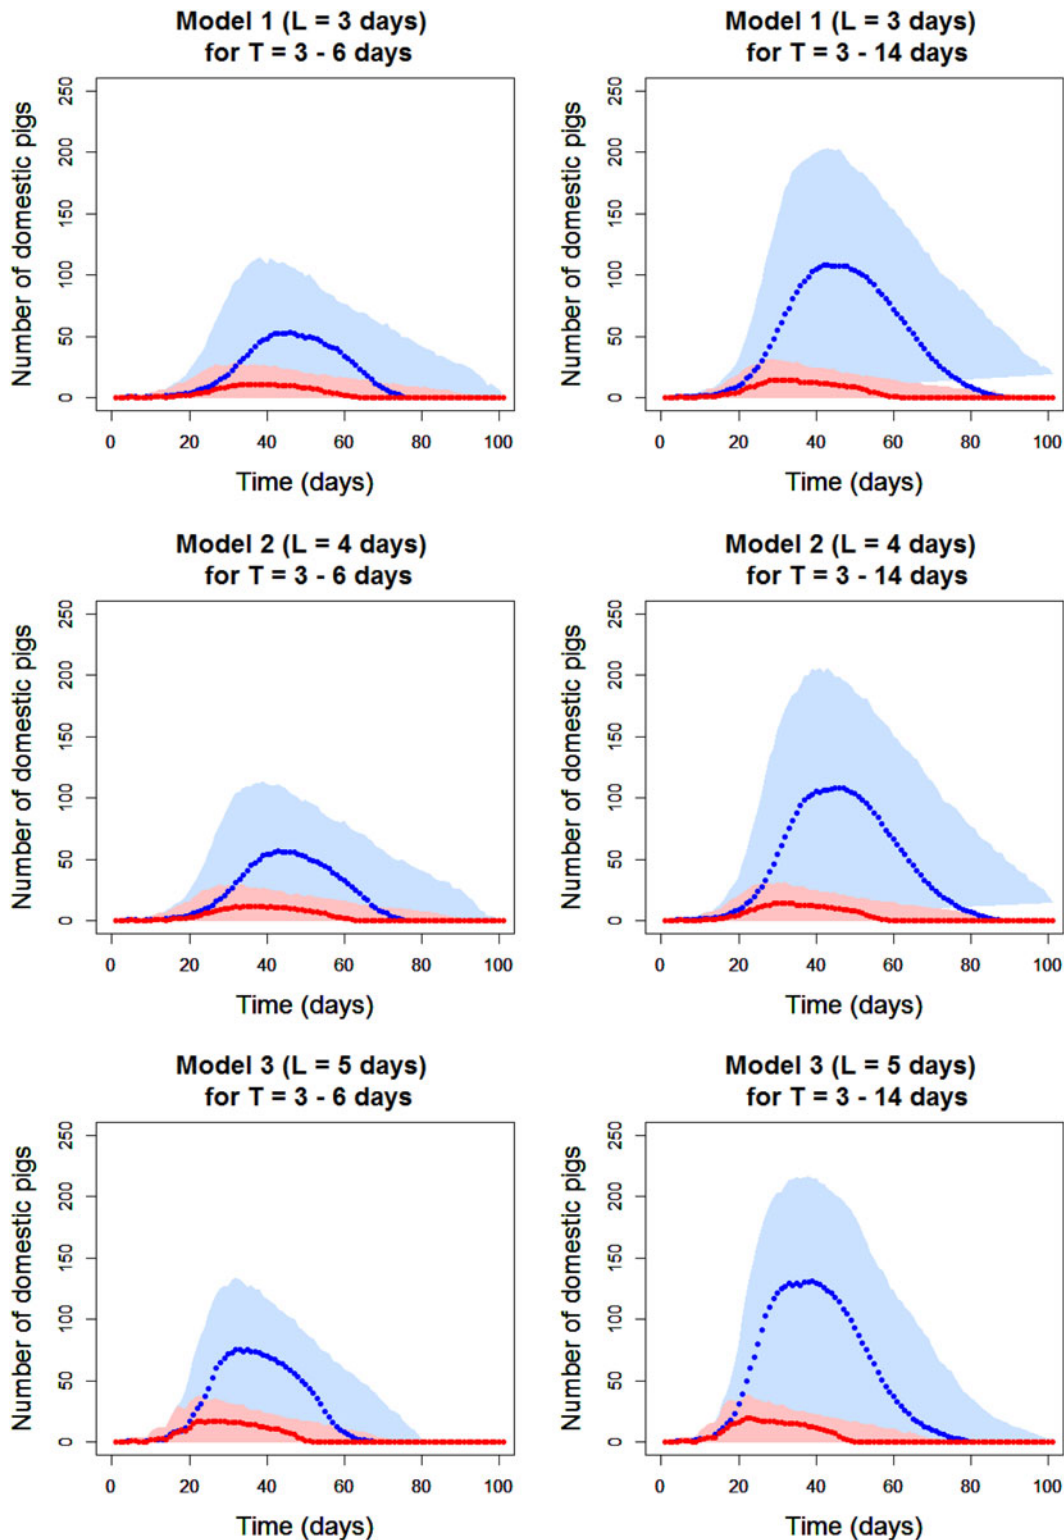 Model 1 (L = 3 days)
for T = 3 - 6 days
Number of domestic pigs
0 50 100 150 200 250
0 20 40 60 80 100
Time (days)
Model 1 (L = 3 days)
for T = 3 - 14 days
Number of domestic pigs
0 50 100 150 200 250
0 20 40 60 80 100
Time (days)
Model 2 (L = 4 days)
for T = 3 - 6 days
Number of domestic pigs
0 50 100 150 200 250
0 20 40 60 80 100
Time (days)
Model 2 (L = 4 days)
for T = 3 - 14 days
Number of domestic pigs
0 50 100 150 200 250
0 20 40 60 80 100
Time (days)
Model 3 (L = 5 days)
for T = 3 - 6 days
Number of domestic pigs
0 50 100 150 200 250
0 20 40 60 80 100
Time (days)
Model 3 (L = 5 days)
for T = 3 - 14 days
Number of domestic pigs
0 50 100 150 200 250
0 20 40 60 80 100
Time (days)